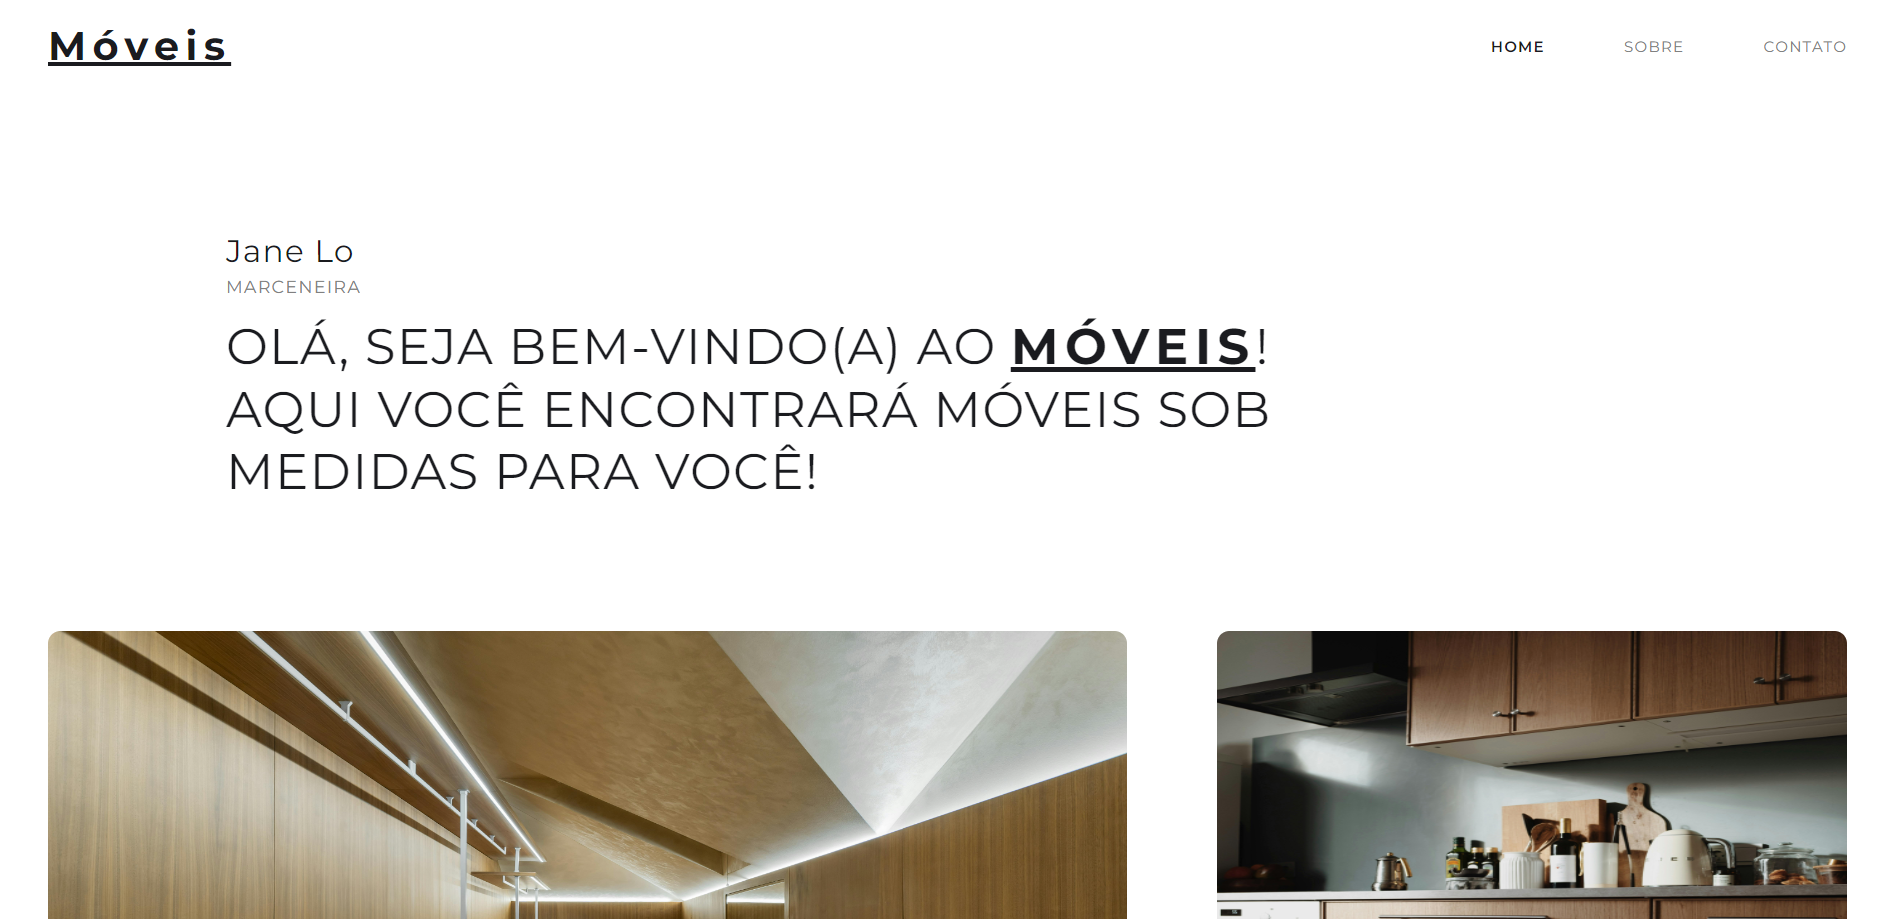 Móveis
HOME SOBRE CONTATO
Jane Lo
MARCENEIRA
OLÁ, SEJA BEM-VINDO(A) AO MÓVEIS!
AQUI VOCÊ ENCONTRARÁ MÓVEIS SOB
MEDIDAS PARA VOCÊ!